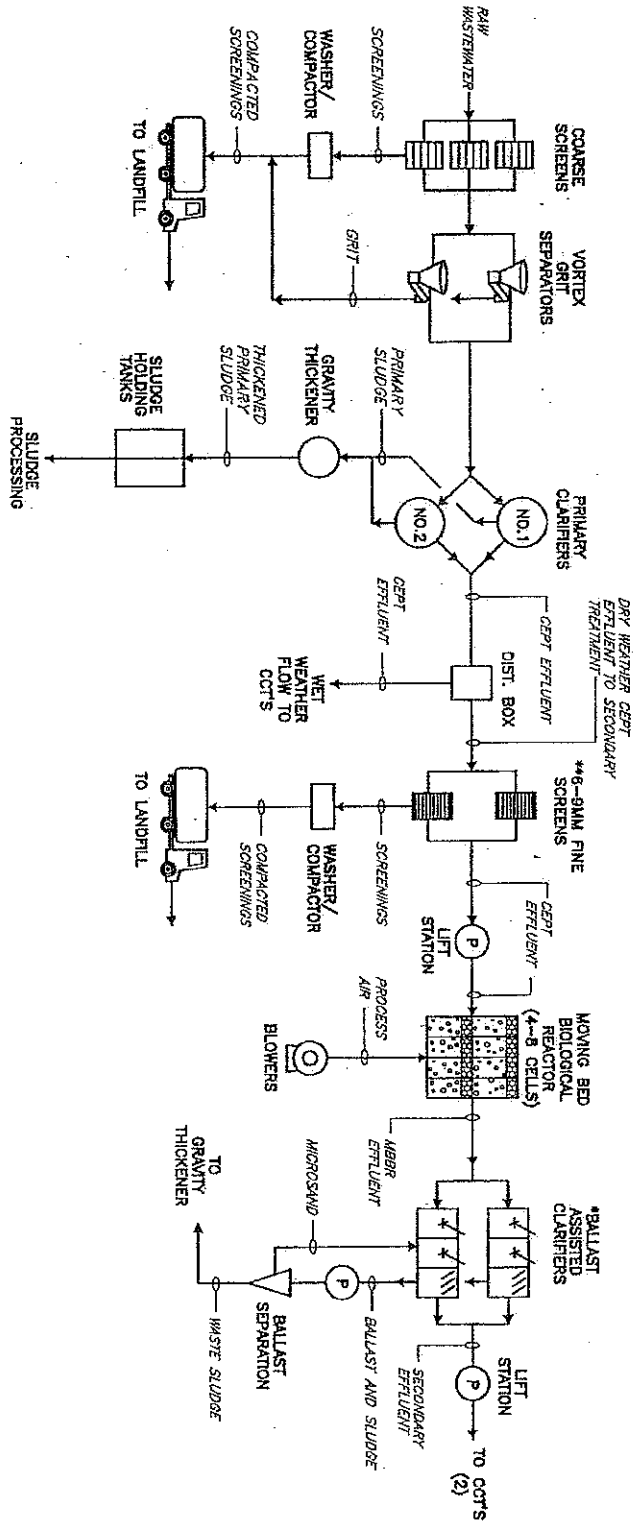 RAW
WASTEWATER
COARSE
SCREENS
SCREENINGS
WASHER/
COMPACTOR
COMPACTED
SCREENINGS
TO LANDFILL
VORTEX
GRIT
SEPARATORS
GRIT
PRIMARY CLARIFIERS
NO.1
NO.2
PRIMARY
SLUDGE
GRAVITY
THICKENER
THICKENED
PRIMARY
SLUDGE
SLUDGE
HOLDING
TANKS
SLUDGE
PROCESSING
DRY WEATHER CEPT
EFFLUENT TO SECONDARY
TREATMENT
CEPT EFFLUENT
DIST. BOX
CEPT
EFFLUENT
WET
WEATHER
FLOW TO
CCT'S
**6-9MM FINE
SCREENS
SCREENINGS
WASHER/
COMPACTOR
COMPACTED
SCREENINGS
TO LANDFILL
CEPT
EFFLUENT
LIFT
STATION
P
MOVING BED
BIOLOGICAL
REACTOR
(4-8 CELLS)
PROCESS
AIR
BLOWERS
MBBR
EFFLUENT
*BALLAST
ASSISTED
CLARIFIERS
MICROSAND
P
BALLAST AND SLUDGE
BALLAST
SEPARATION
WASTE SLUDGE
TO
GRAVITY
THICKENER
LIFT
STATION
P
SECONDARY
EFFLUENT
TO CCT'S
(2)